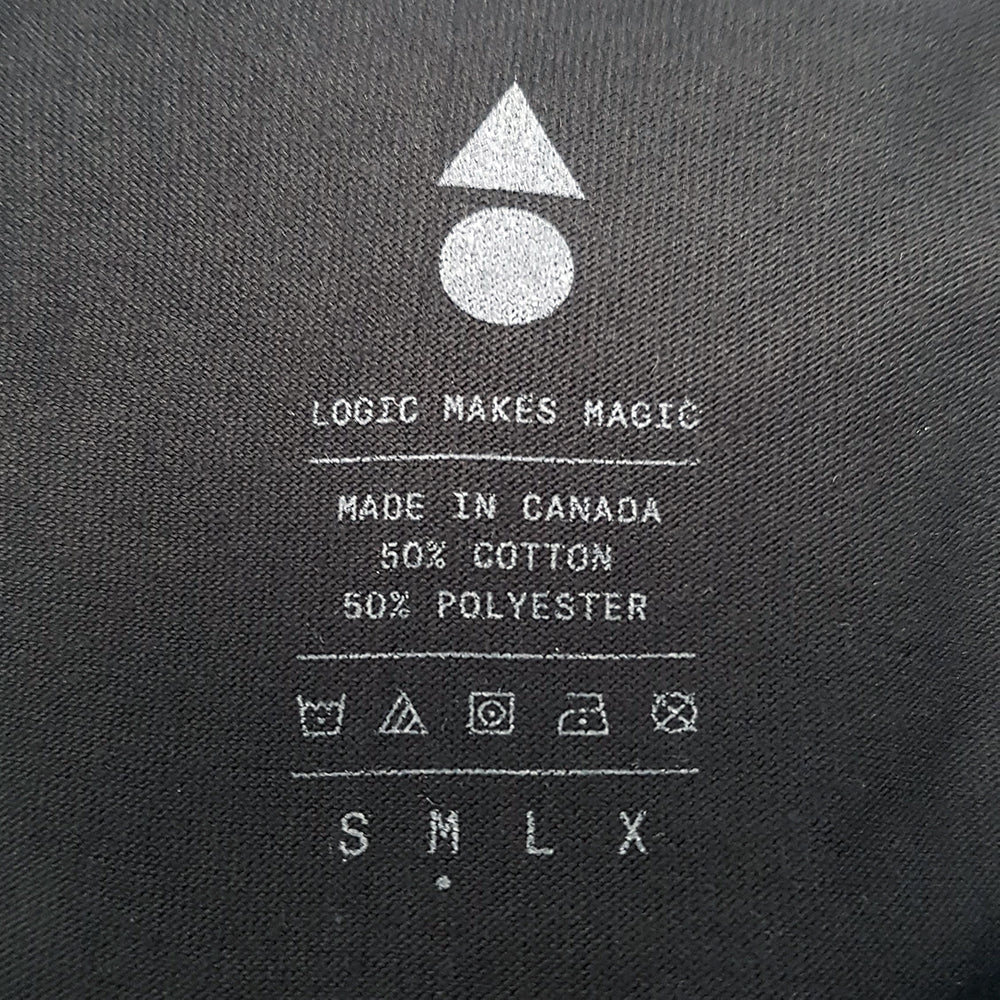 LOGIC MAKES MAGIC
MADE IN CANADA
50% COTTON
50% POLYESTER
S M L X